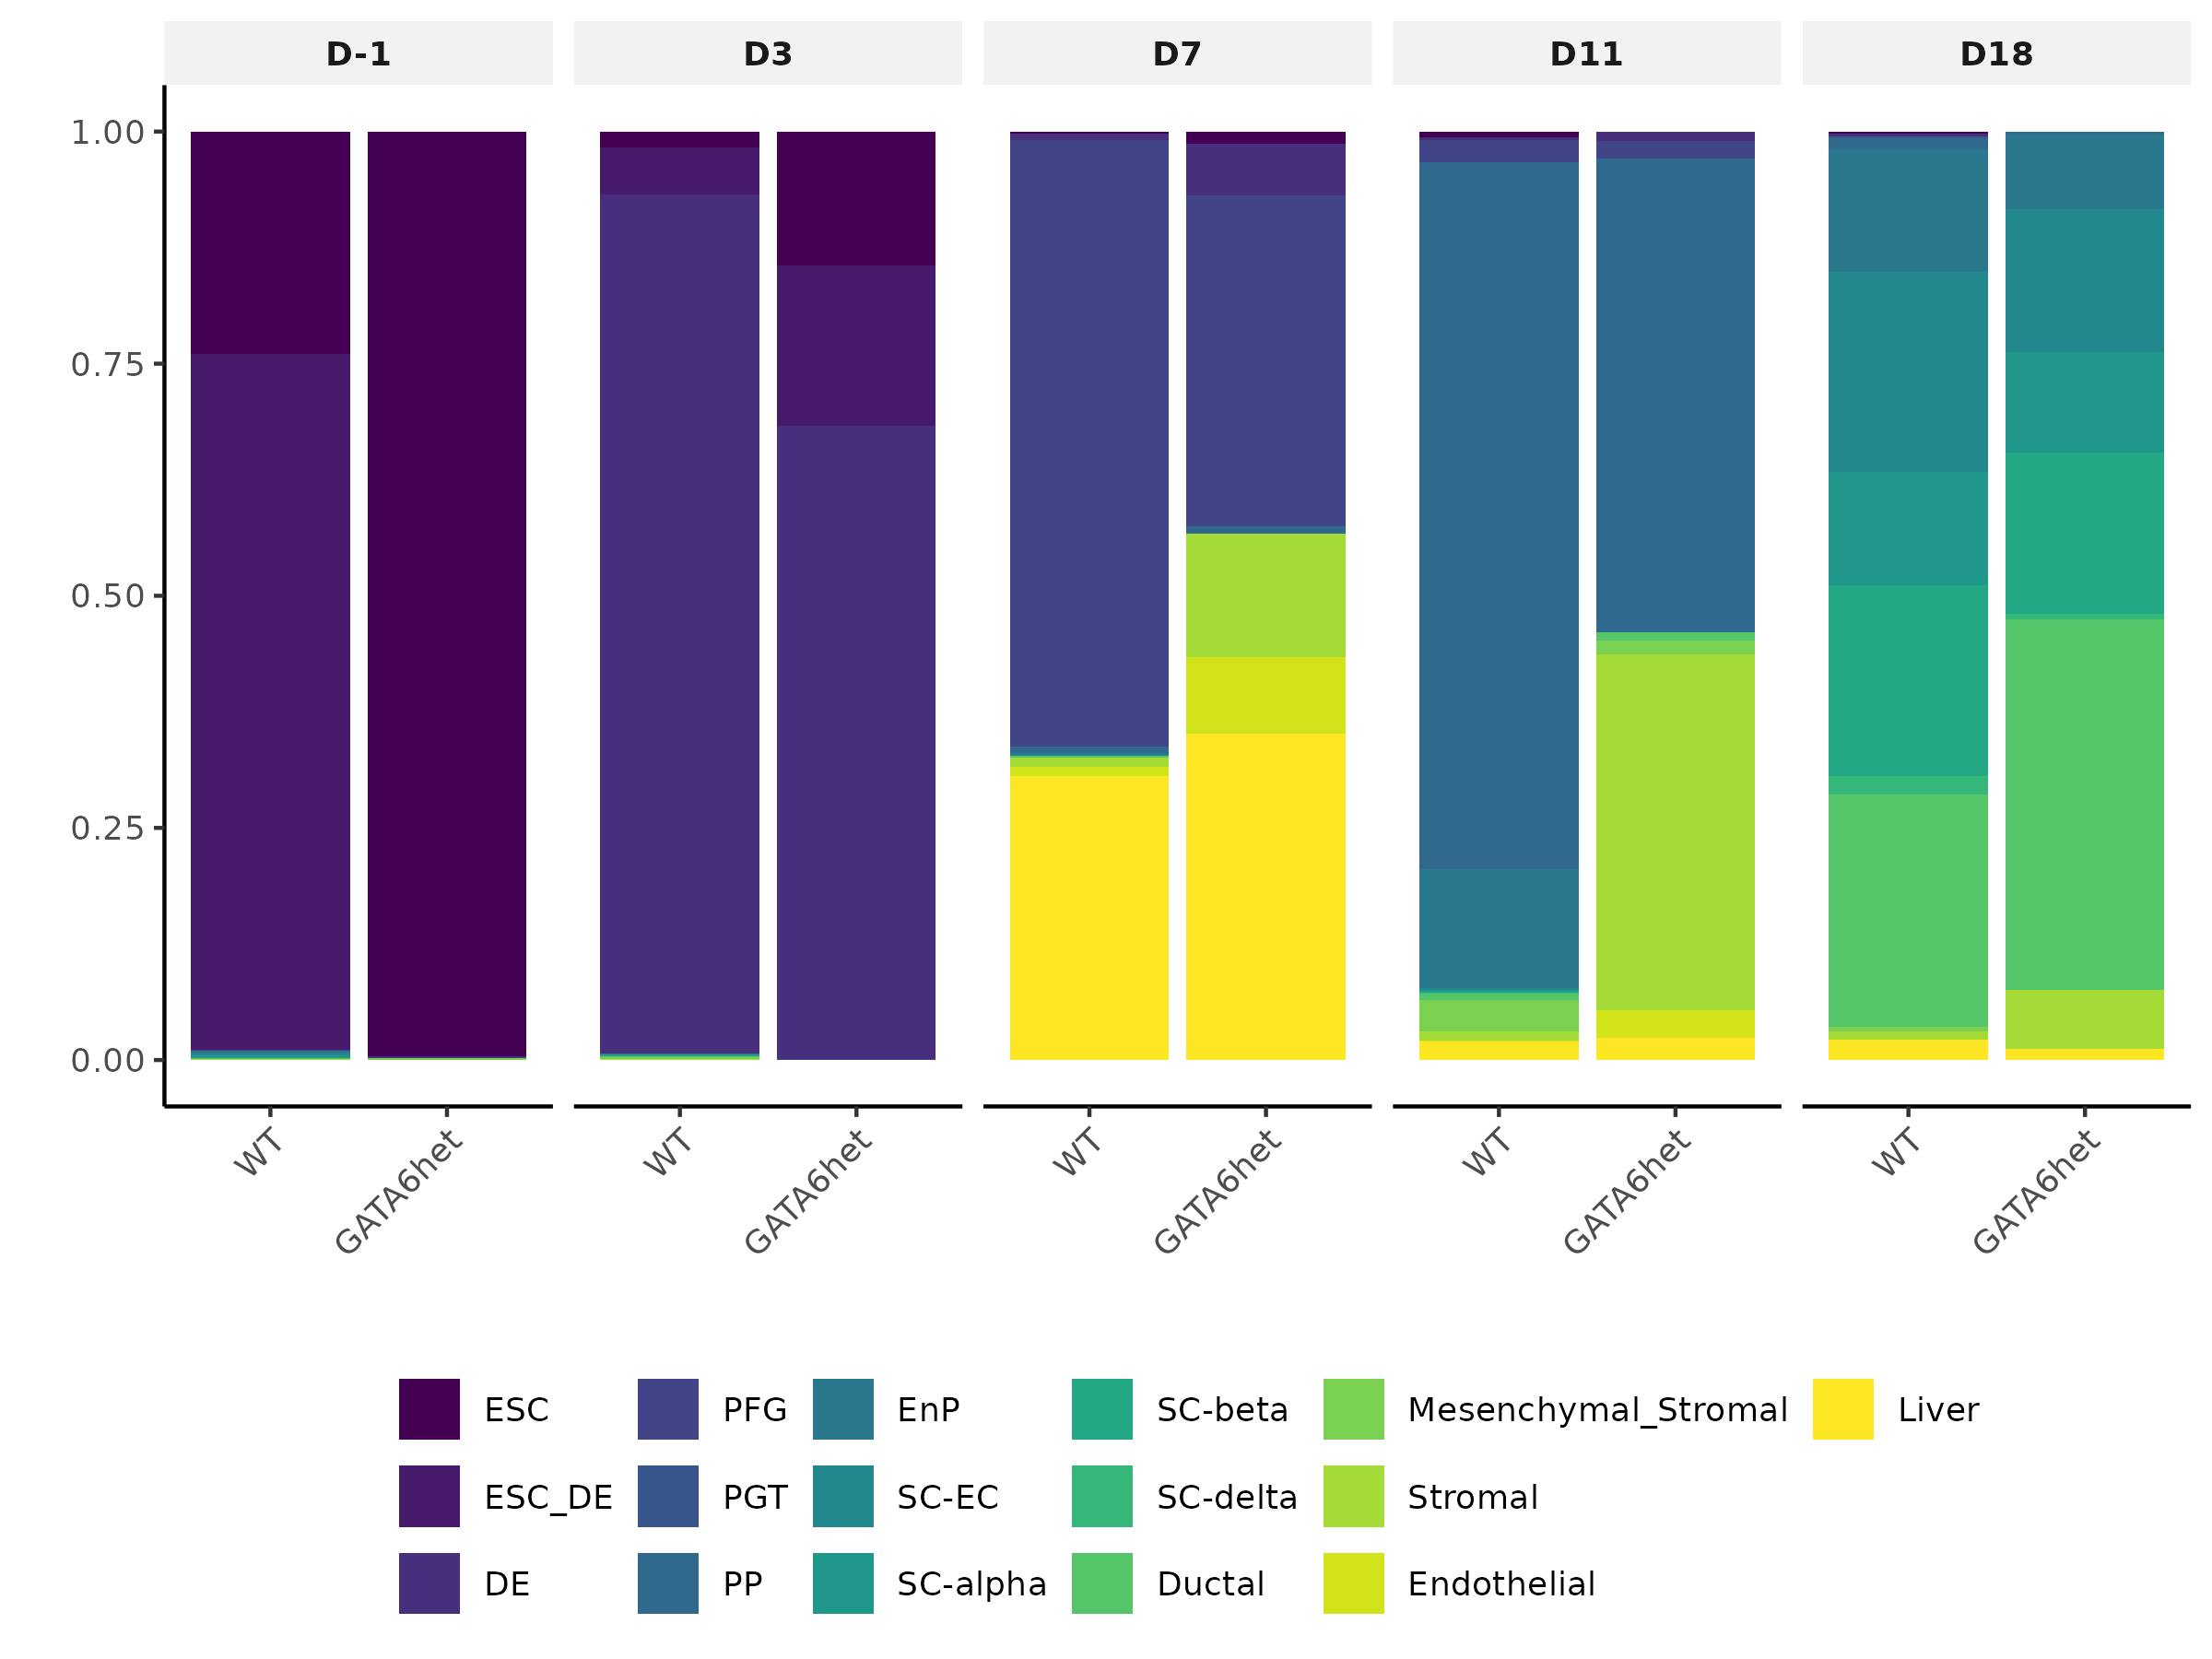 D-1 D3 D7 D11 D18
1.00
0.75
0.50
0.25
0.00
WT GATA6het WT GATA6het WT GATA6het WT GATA6het WT GATA6het
ESC PFG EnP SC-beta Mesenchymal_Stromal Liver
ESC_DE PGT SC-EC SC-delta Stromal
DE PP SC-alpha Ductal Endothelial